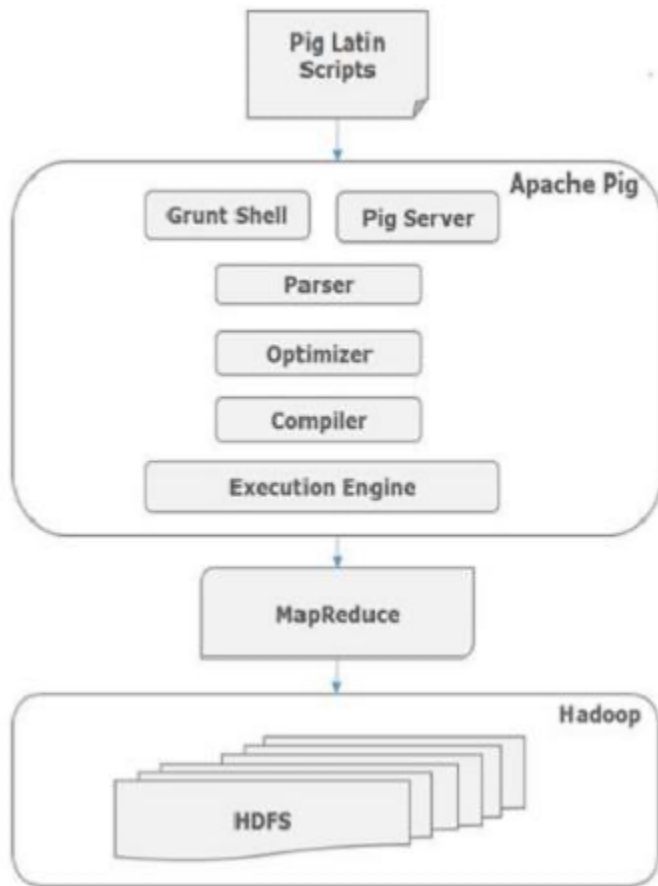 Pig Latin
Scripts
Apache Pig
Grunt Shell
Pig Server
Parser
Optimizer
Compiler
Execution Engine
MapReduce
Hadoop
HDFS